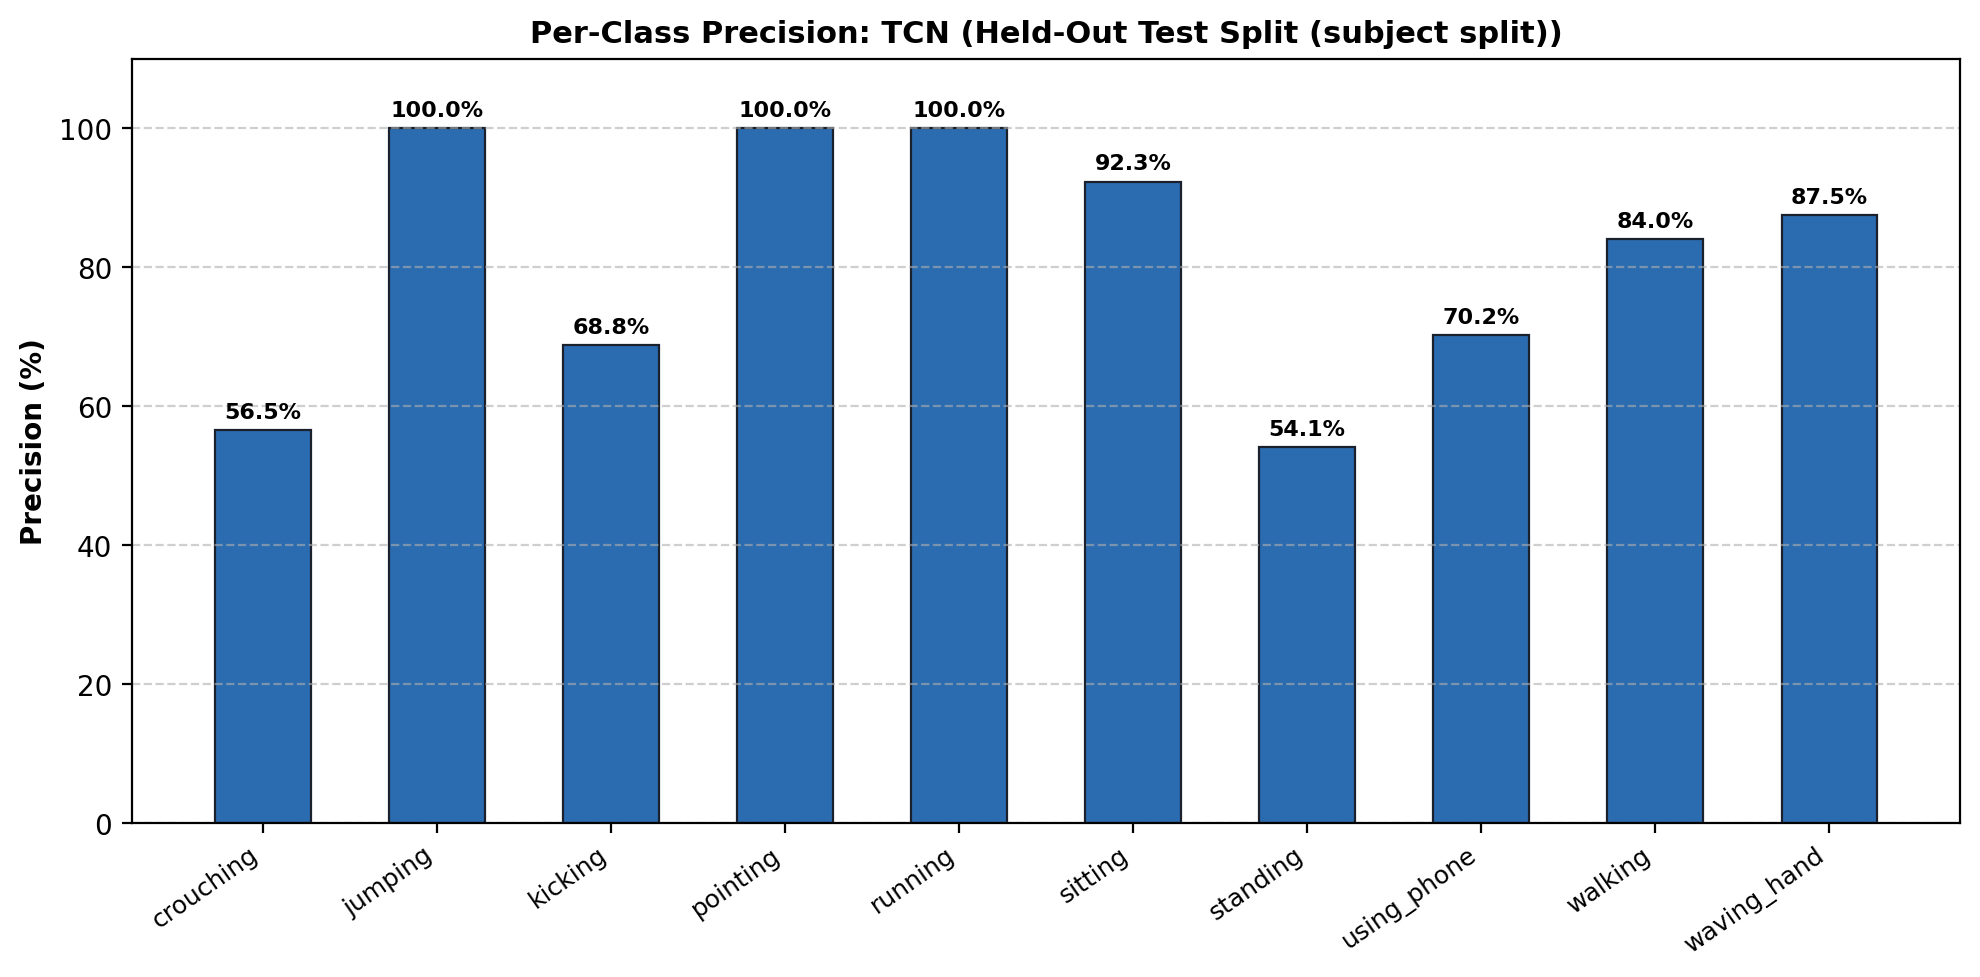 Per-Class Precision: TCN (Held-Out Test Split (subject split))
Precision (%)
100
80
60
40
20
0
56.5%
100.0%
68.8%
100.0%
100.0%
92.3%
54.1%
70.2%
84.0%
87.5%
crouching
jumping
kicking
pointing
running
sitting
standing
using_phone
walking
waving_hand